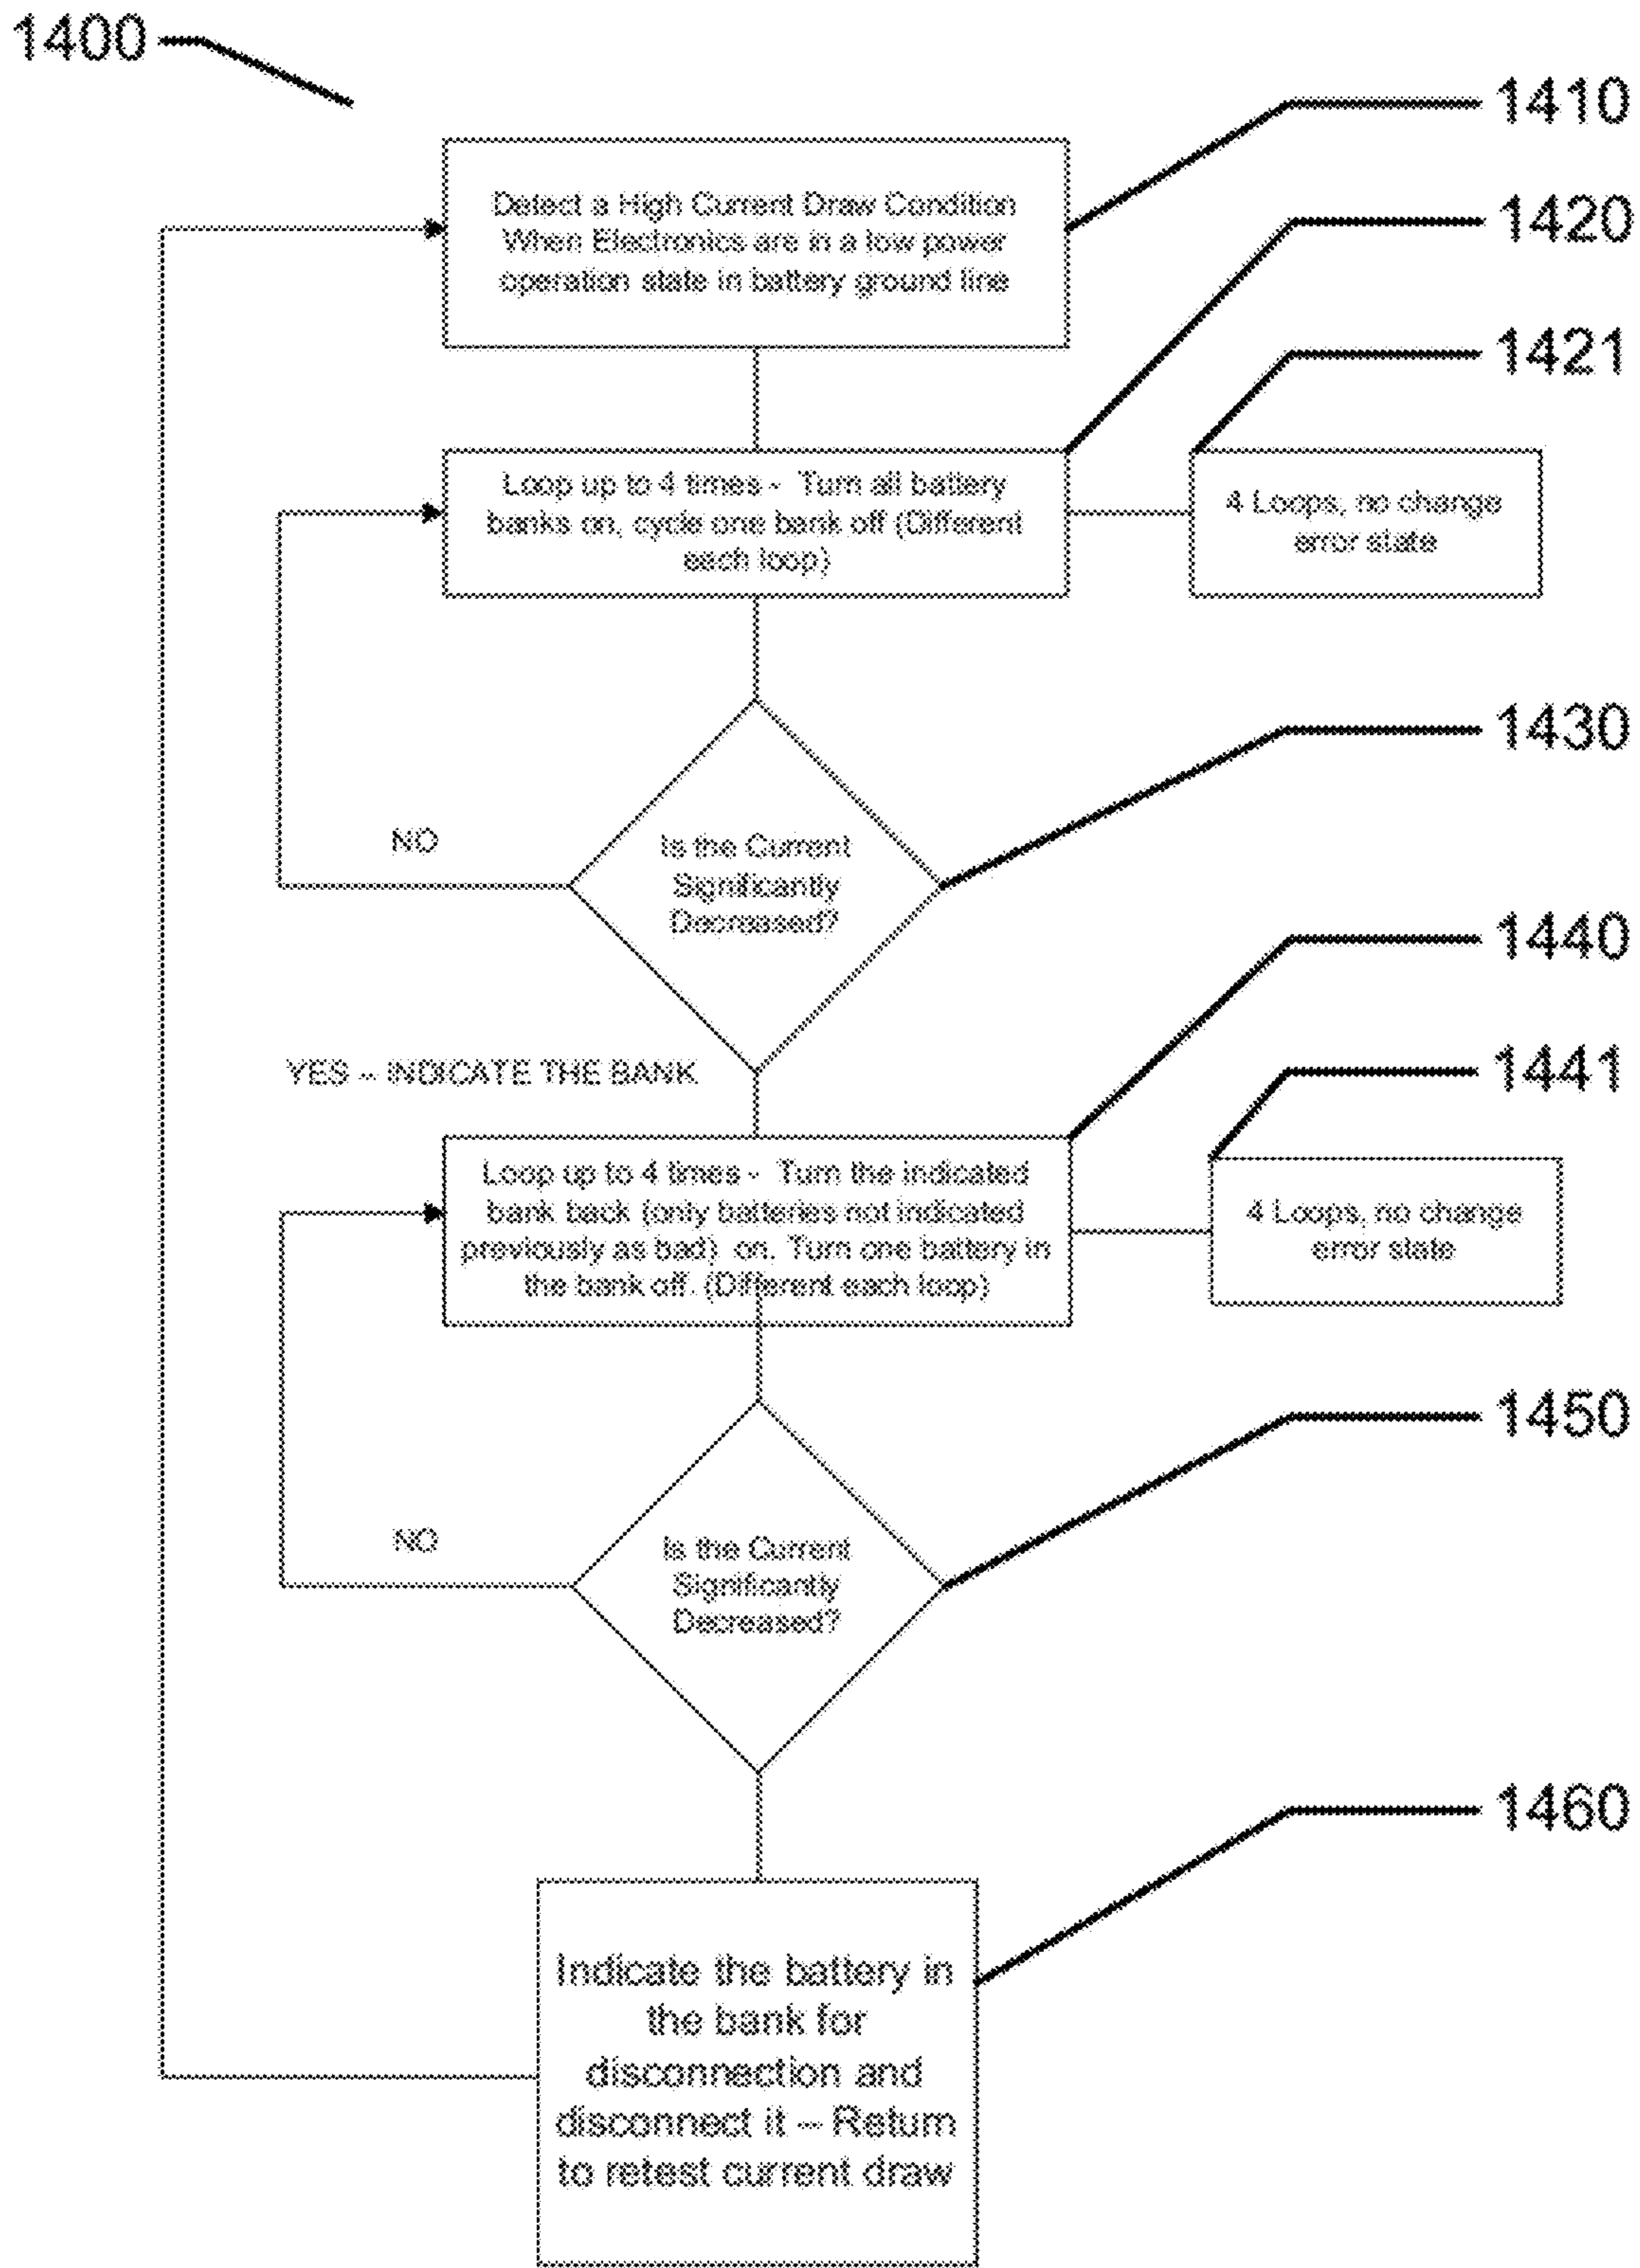 1400
1410
Detect a High Current Draw Condition
When Electronics are in a low power
operation state in battery ground line
1420
1421
Loop up to 4 times - Turn all battery
banks on, cycle one bank off (Different
each loop)
4 Loops, no change
error state
1430
Is the Current
Significantly
Decreased?
NO
1440
YES – INDICATE THE BANK
1441
Loop up to 4 times - Turn the indicated
bank back (only batteries not indicated
previously as bad) on. Turn one battery in
the bank off. (Different each loop)
4 Loops, no change
error state
1450
Is the Current
Significantly
Decreased?
NO
1460
Indicate the battery in
the bank for
disconnection and
disconnect it – Return
to retest current draw